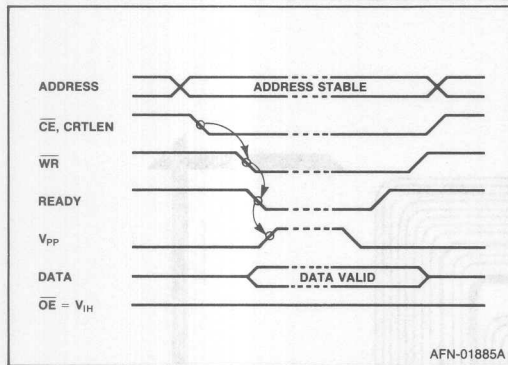 ADDRESS ADDRESS STABLE
CE, CRTLEN
WR
READY
VPP
DATA DATA VALID
OE = VIH
AFN-01885A